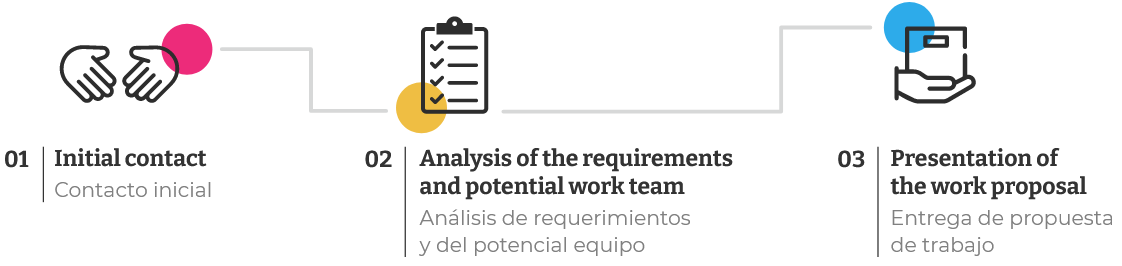 01
Initial contact
Contacto inicial
02
Analysis of the requirements
and potential work team
Análisis de requerimientos
y del potencial equipo
03
Presentation of
the work proposal
Entrega de propuesta
de trabajo